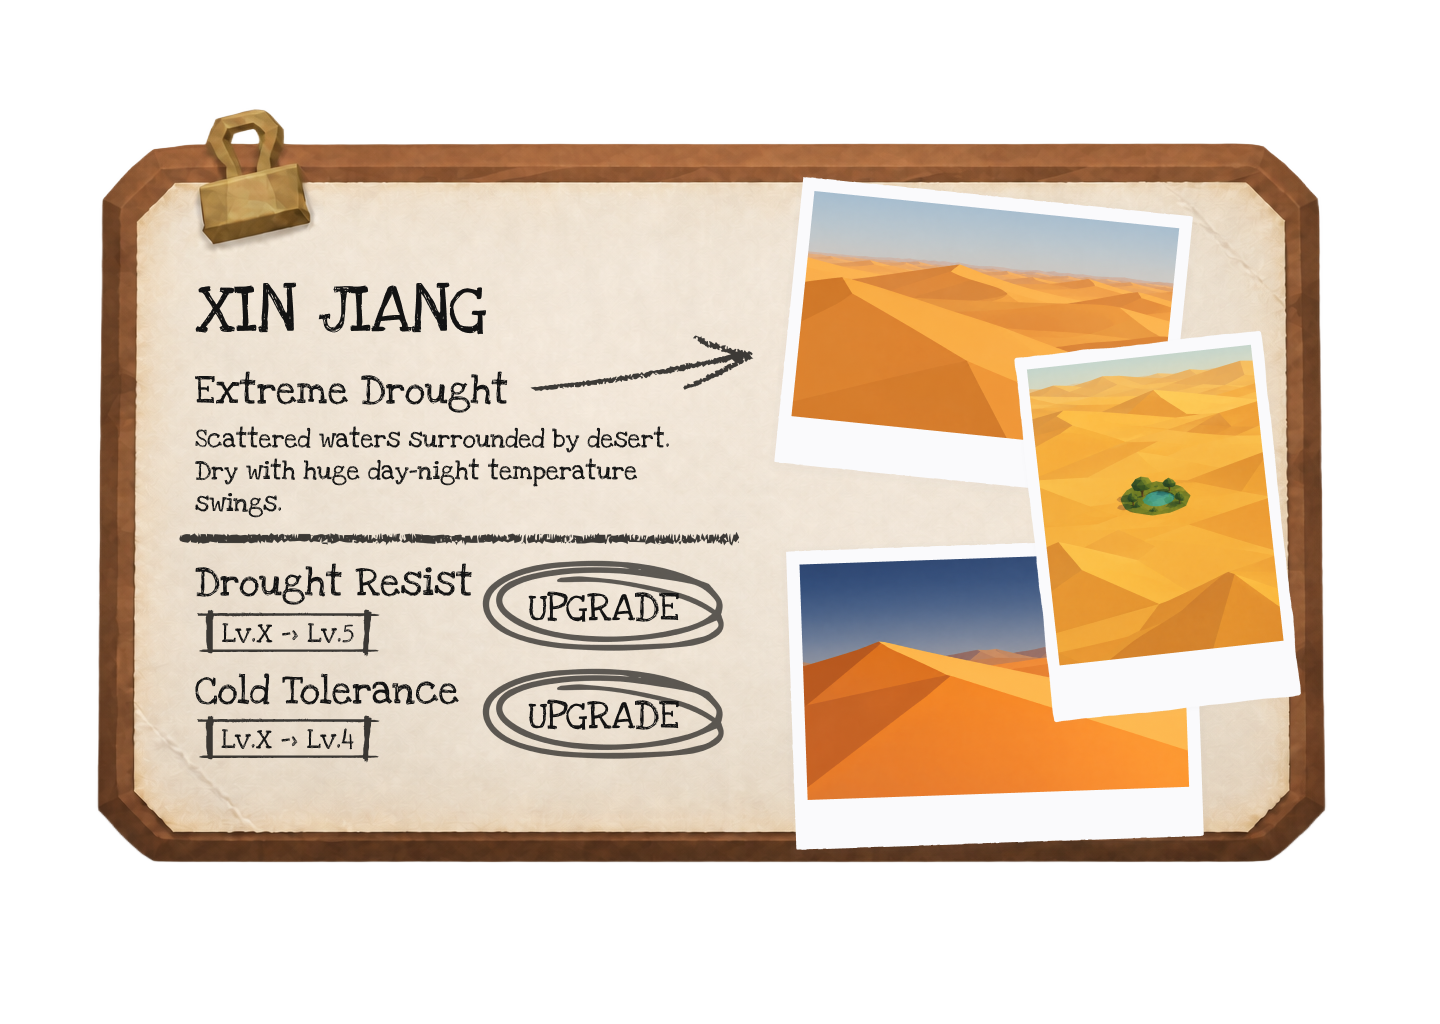 XIN JIANG
Extreme Drought
Scattered waters surrounded by desert.
Dry with huge day-night temperature
swings.
Drought Resist
UPGRADE
Lv.X -> Lv.5
Cold Tolerance
UPGRADE
Lv.X -> Lv.4